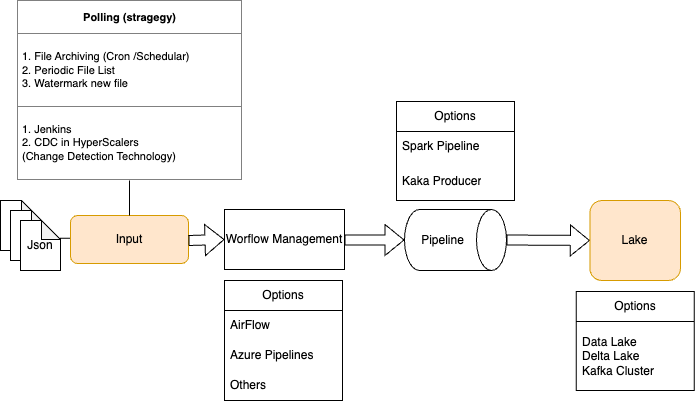 Polling (stragegy)
1. File Archiving (Cron /Schedular)
2. Periodic File List
3. Watermark new file
1. Jenkins
2. CDC in HyperScalers
(Change Detection Technology)
Json
Input
Worflow Management
Options
AirFlow
Azure Pipelines
Others
Options
Spark Pipeline
Kaka Producer
Pipeline
Lake
Options
Data Lake
Delta Lake
Kafka Cluster